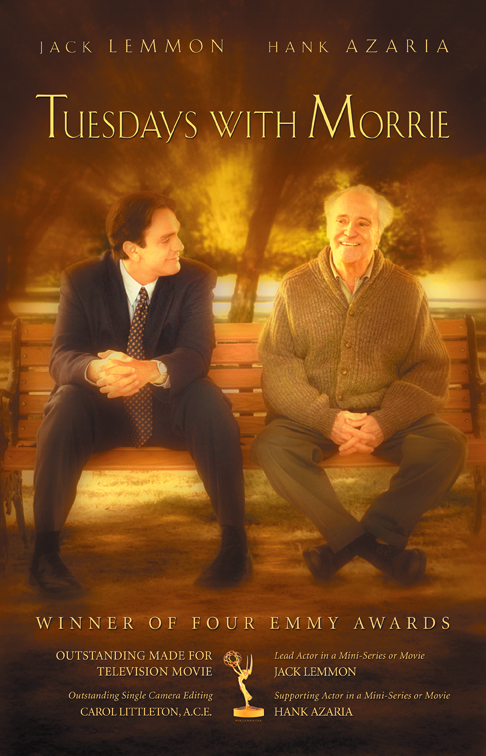 JACK LEMMON HANK AZARIA
TUESDAYS WITH MORRIE
WINNER OF FOUR EMMY AWARDS
OUTSTANDING MADE FOR
TELEVISION MOVIE
Outstanding Single Camera Editing
CAROL LITTLETON, A.C.E.
Lead Actor in a Mini-Series or Movie
JACK LEMMON
Supporting Actor in a Mini-Series or Movie
HANK AZARIA